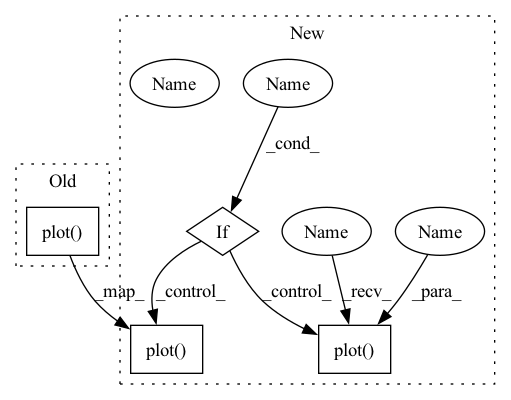 New
Name
Name
_cond_
Old
plot()
If
Name
Name
_map_
_control_
_control_
_recv_
_para_
plot()
plot()